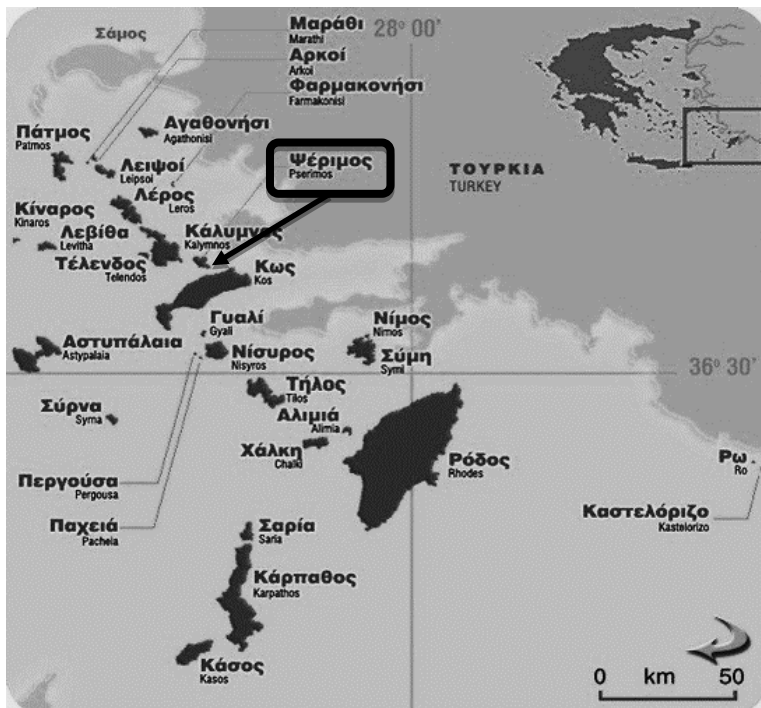 Μαράθι
Marathi
Σάμος
28° 00'
Αρκοί
Arkoi
Φαρμακονήσι
Farmakonisi
Αγαθονήσι
Agathonisi
Πάτμος
Patmos
Λειψοί
Leipsoi
Ψέριμος
Pserimos
ΤΟΥΡΚΙΑ
TURKEY
Λέρος
Leros
Κίναρος
Kinaros
Λεβίθα
Levitha
Κάλυμνος
Kalymnos
Τέλενδος
Telendos
Κως
Kos
Γυαλί
Gyali
Νίμος
Nimos
Αστυπάλαια
Astypalaia
Νίσυρος
Nisyros
Σύμη
Symi
36° 30'
Τήλος
Tilos
Σύρνα
Syrna
Αλιμιά
Alimia
Χάλκη
Chalki
Ρόδος
Rhodes
Ρω
Ro
Περγούσα
Pergousa
Καστελόριζο
Kastelorizo
Παχειά
Pacheia
Σαρία
Saria
Κάρπαθος
Karpathos
Κάσος
Kasos
0 km 50